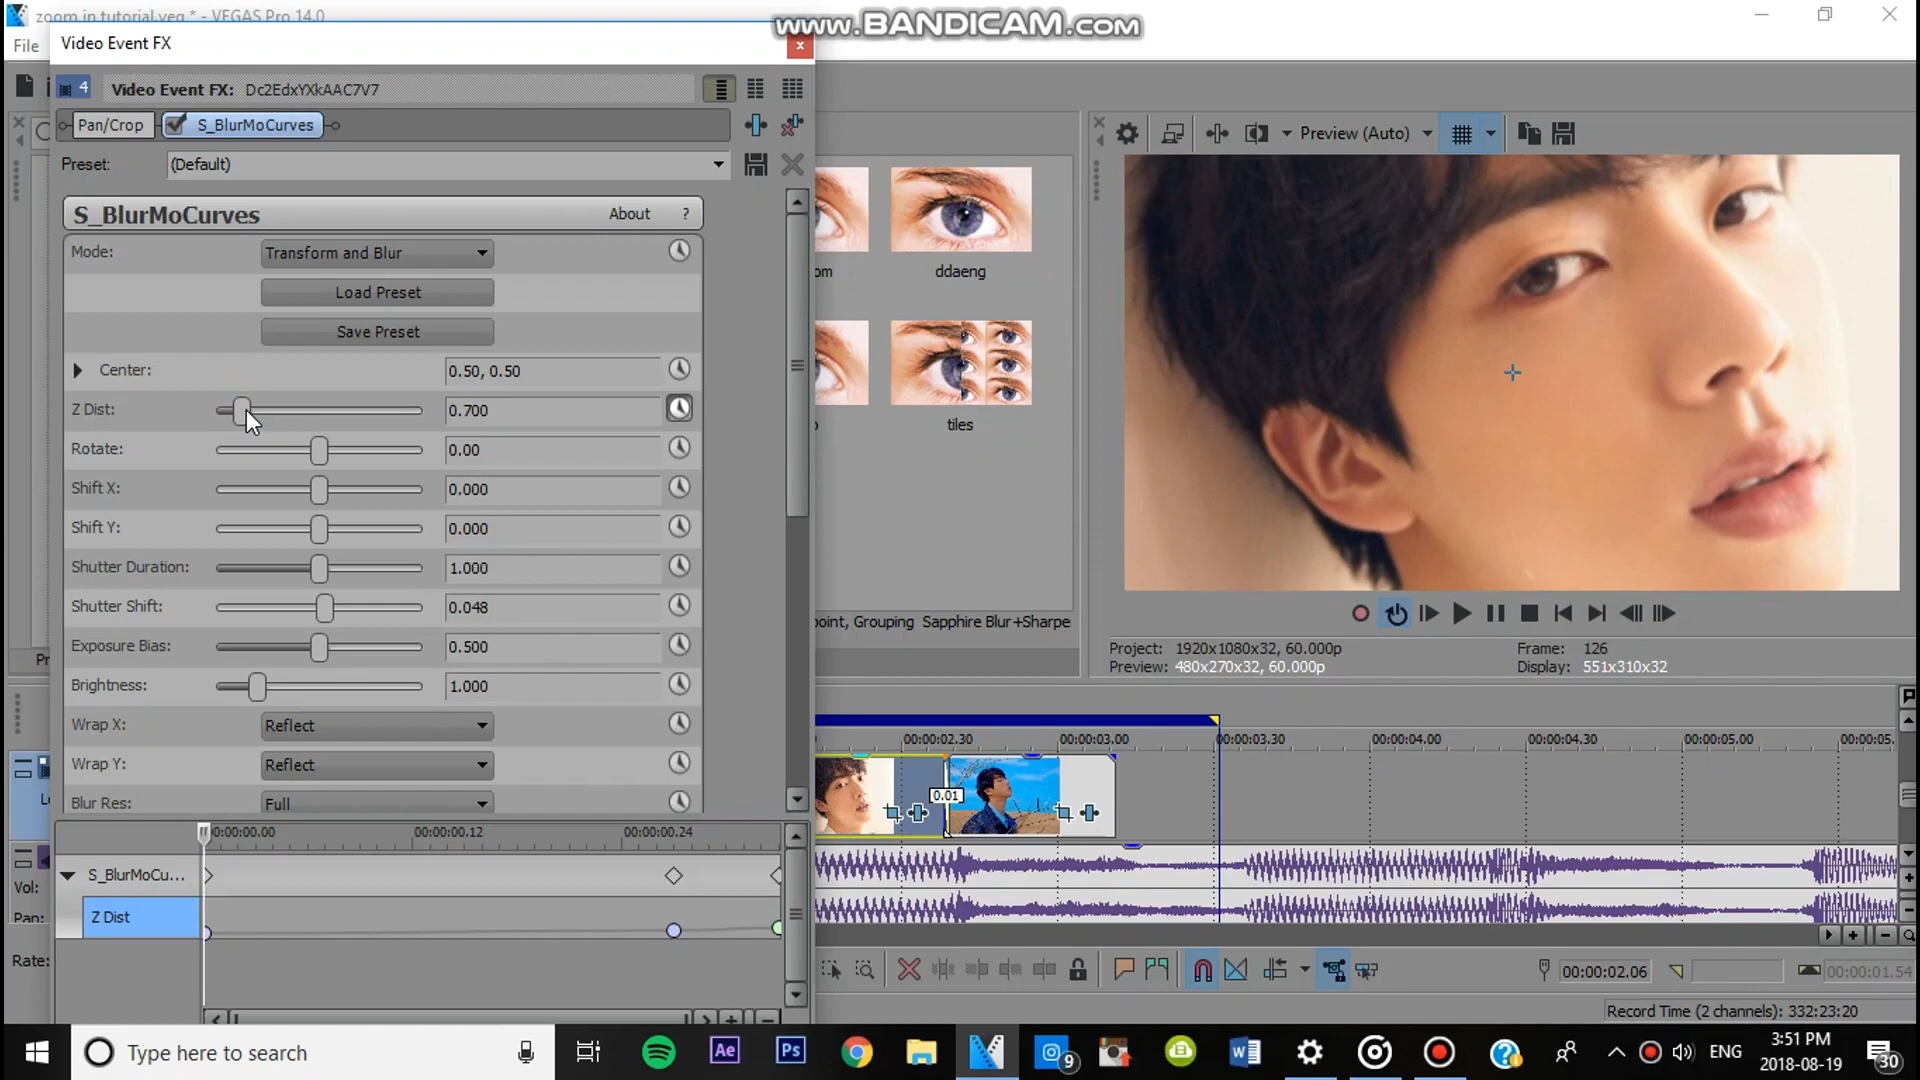 zoom in tutorial.veg * - VEGAS Pro 14.0
www.BANDICAM.com
File
Video Event FX
4
Video Event FX: Dc2EdxYXkAAC7V7
Pan/Crop
S_BlurMoCurves
Preset:
(Default)
S_BlurMoCurves
About
?
Mode:
Transform and Blur
Load Preset
Save Preset
Center:
0.50, 0.50
Z Dist:
0.700
Rotate:
0.00
Shift X:
0.000
Shift Y:
0.000
Shutter Duration:
1.000
Shutter Shift:
0.048
Exposure Bias:
0.500
Brightness:
1.000
Wrap X:
Reflect
Wrap Y:
Reflect
Blur Res:
Full
00:00:00.00
00:00:00.12
00:00:00.24
S_BlurMoCu...
Z Dist
Vol:
Pan:
Rate:
om
ddaeng
tiles
oint, Grouping
Sapphire Blur+Sharpe
Preview (Auto)
Project: 1920x1080x32, 60.000p
Frame: 126
Preview: 480x270x32, 60.000p
Display: 551x310x32
00:00:02.30
00:00:03.00
00:00:03.30
00:00:04.00
00:00:04.30
00:00:05.00
00:00:05.
0.01
00:00:02.06
00:00:01.54
Record Time (2 channels): 332:23:20
Type here to search
Ae
Ps
9
ENG
3:51 PM
2018-08-19
30